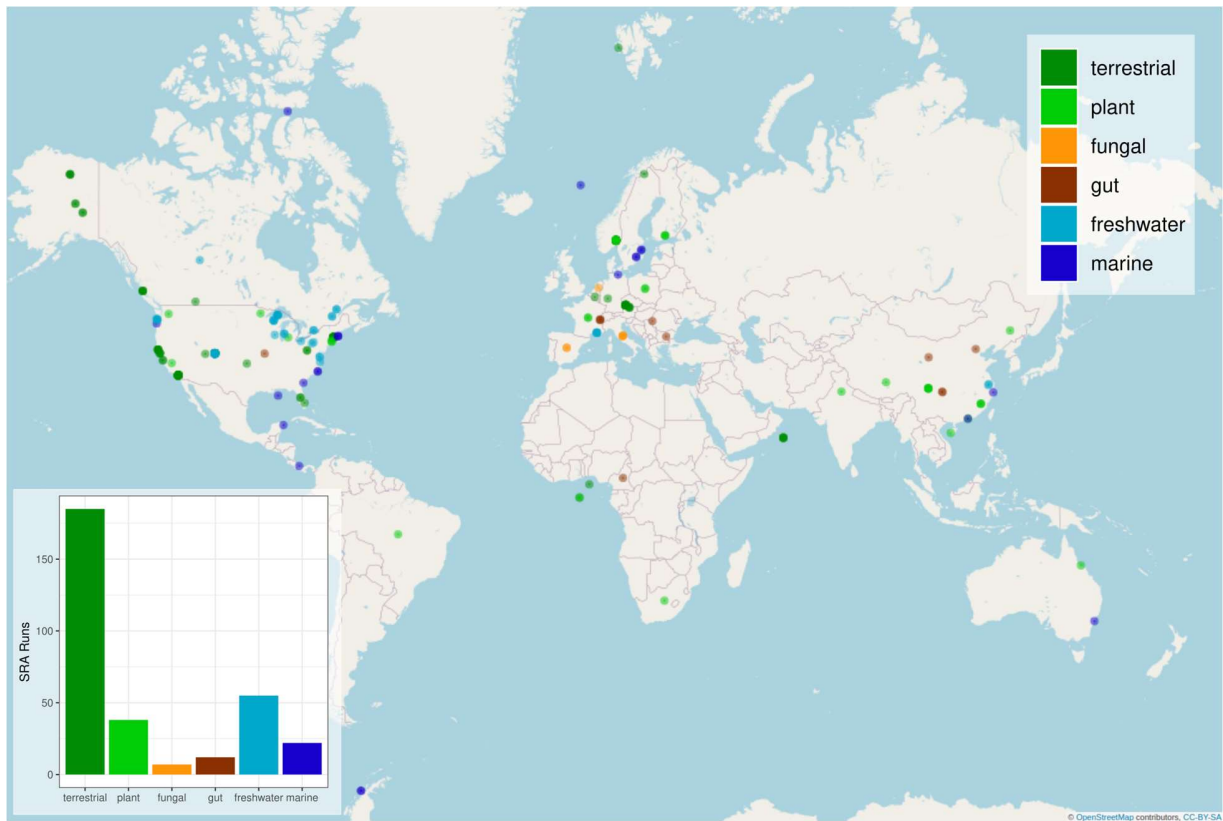 terrestrial
plant
fungal
gut
freshwater
marine
SRA Runs
150
100
50
0
terrestrial plant fungal gut freshwater marine
© OpenStreetMap contributors, CC-BY-SA